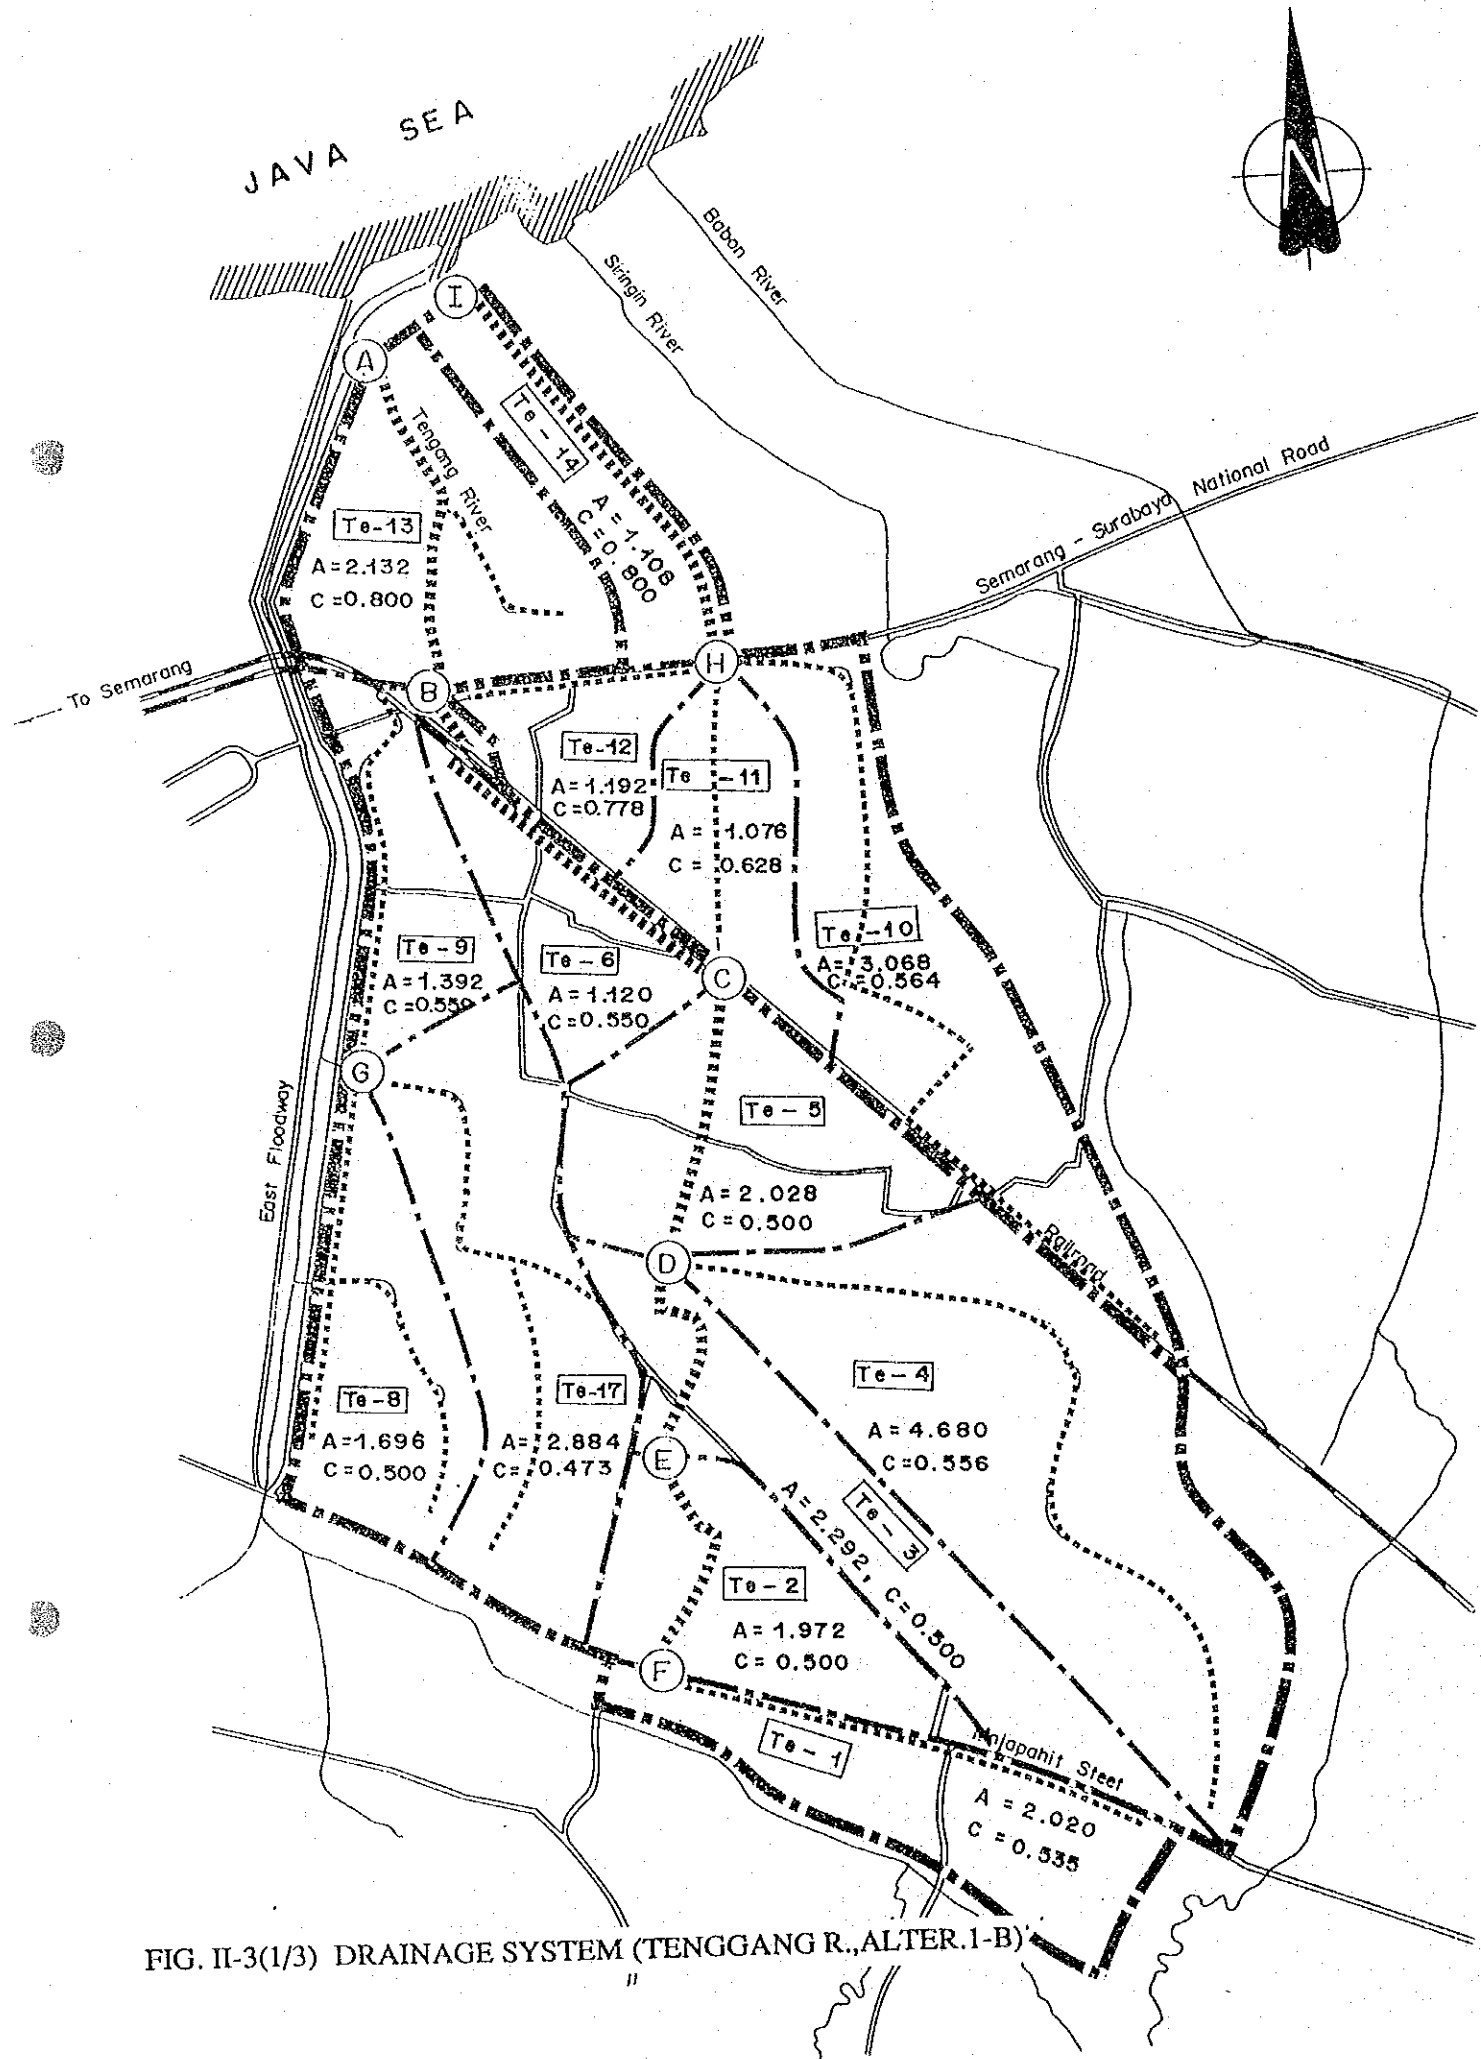 JAVA SEA
N
Babon River
Siringin River
I
A
Te-14
A=1.108
C=0.800
Tengang River
Te-13
A=2.132
C=0.800
Semarang - Surabaya National Road
To Semarang
B
H
Te-12
A=1.192
C=0.778
Te-11
A=1.076
C=0.628
Te-10
A=3.068
C=0.564
Te-9
A=1.392
C=0.550
Te-6
A=1.120
C=0.550
C
G
East Floodway
Te-5
A=2.028
C=0.500
D
Railroad
Te-8
A=1.696
C=0.500
Te-17
A=2.884
C=0.473
Te-4
A=4.680
C=0.556
E
Te-3
A=2.292, C=0.500
Te-2
A=1.972
C=0.500
F
Te-1
Majapahit Steet
A=2.020
C=0.535
FIG. II-3(1/3) DRAINAGE SYSTEM (TENGGANG R.,ALTER.1-B)
"